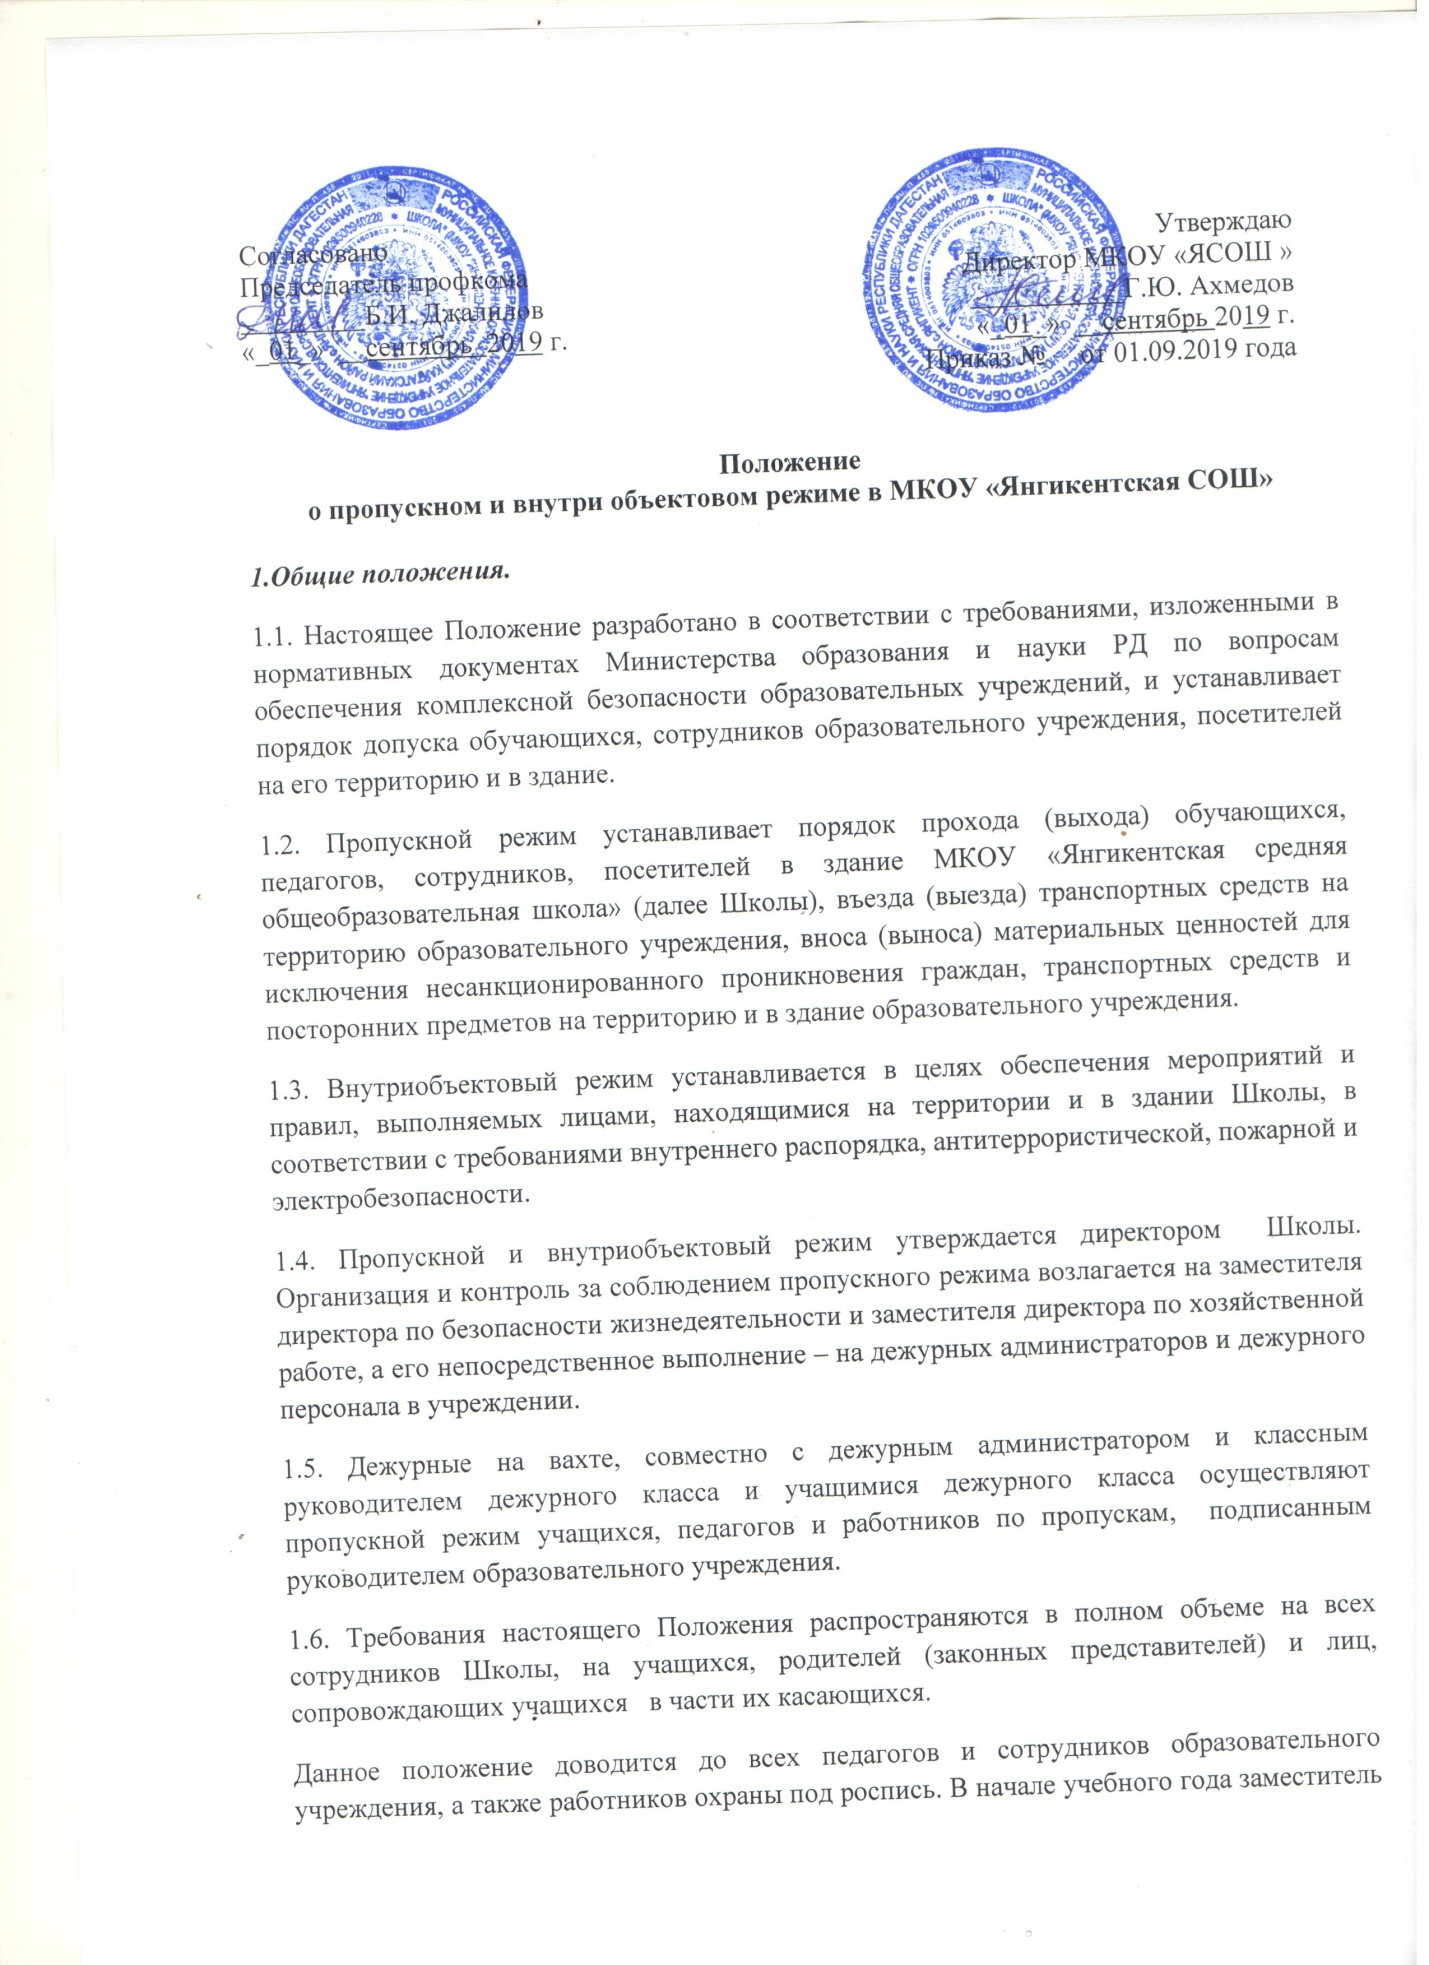 Согласовано
Председатель профкома
_________Б.И. Джалилов
«_01_»___сентябрь_2019 г.
Утверждаю
Директор МКОУ «ЯСОШ »
Г.Ю. Ахмедов
«_01_»___сентябрь_2019 г.
Приказ № от 01.09.2019 года
Положение
о пропускном и внутри объектовом режиме в МКОУ «Янгикентская СОШ»
1.Общие положения.
1.1. Настоящее Положение разработано в соответствии с требованиями, изложенными в
нормативных документах Министерства образования и науки РД по вопросам
обеспечения комплексной безопасности образовательных учреждений, и устанавливает
порядок допуска обучающихся, сотрудников образовательного учреждения, посетителей
на его территорию и в здание.
1.2. Пропускной режим устанавливает порядок прохода (выхода) обучающихся,
педагогов, сотрудников, посетителей в здание МКОУ «Янгикентская средняя
общеобразовательная школа» (далее Школы), въезда (выезда) транспортных средств на
территорию образовательного учреждения, вноса (выноса) материальных ценностей для
исключения несанкционированного проникновения граждан, транспортных средств и
посторонних предметов на территорию и в здание образовательного учреждения.
1.3. Внутриобъектовый режим устанавливается в целях обеспечения мероприятий и
правил, выполняемых лицами, находящимися на территории и в здании Школы, в
соответствии с требованиями внутреннего распорядка, антитеррористической, пожарной и
электробезопасности.
1.4. Пропускной и внутриобъектовый режим утверждается директором Школы.
Организация и контроль за соблюдением пропускного режима возлагается на заместителя
директора по безопасности жизнедеятельности и заместителя директора по хозяйственной
работе, а его непосредственное выполнение – на дежурных администраторов и дежурного
персонала в учреждении.
1.5. Дежурные на вахте, совместно с дежурным администратором и классным
руководителем дежурного класса и учащимися дежурного класса осуществляют
пропускной режим учащихся, педагогов и работников по пропускам, подписанным
руководителем образовательного учреждения.
1.6. Требования настоящего Положения распространяются в полном объеме на всех
сотрудников Школы, на учащихся, родителей (законных представителей) и лиц,
сопровождающих учащихся в части их касающихся.
Данное положение доводится до всех педагогов и сотрудников образовательного
учреждения, а также работников охраны под роспись. В начале учебного года заместитель